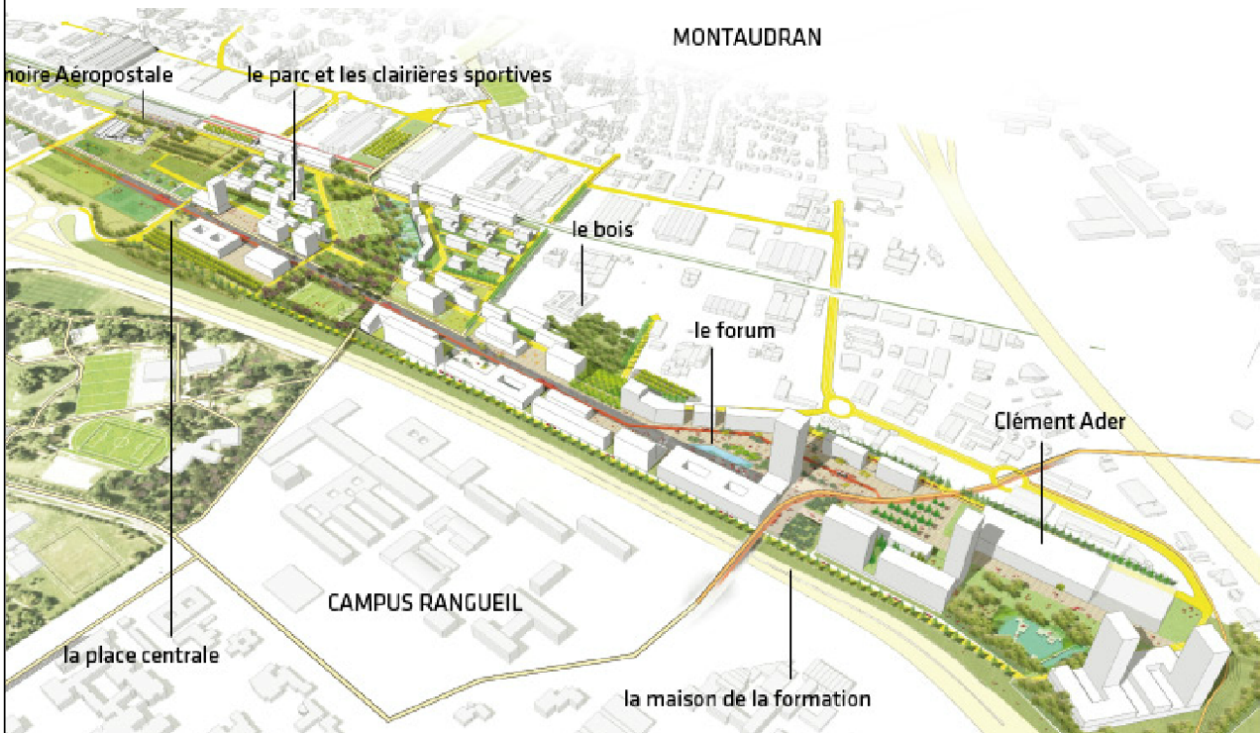 MONTAUDRAN
noire Aéropostale
le parc et les clairières sportives
le bois
le forum
Clément Ader
CAMPUS RANGUEIL
la place centrale
la maison de la formation